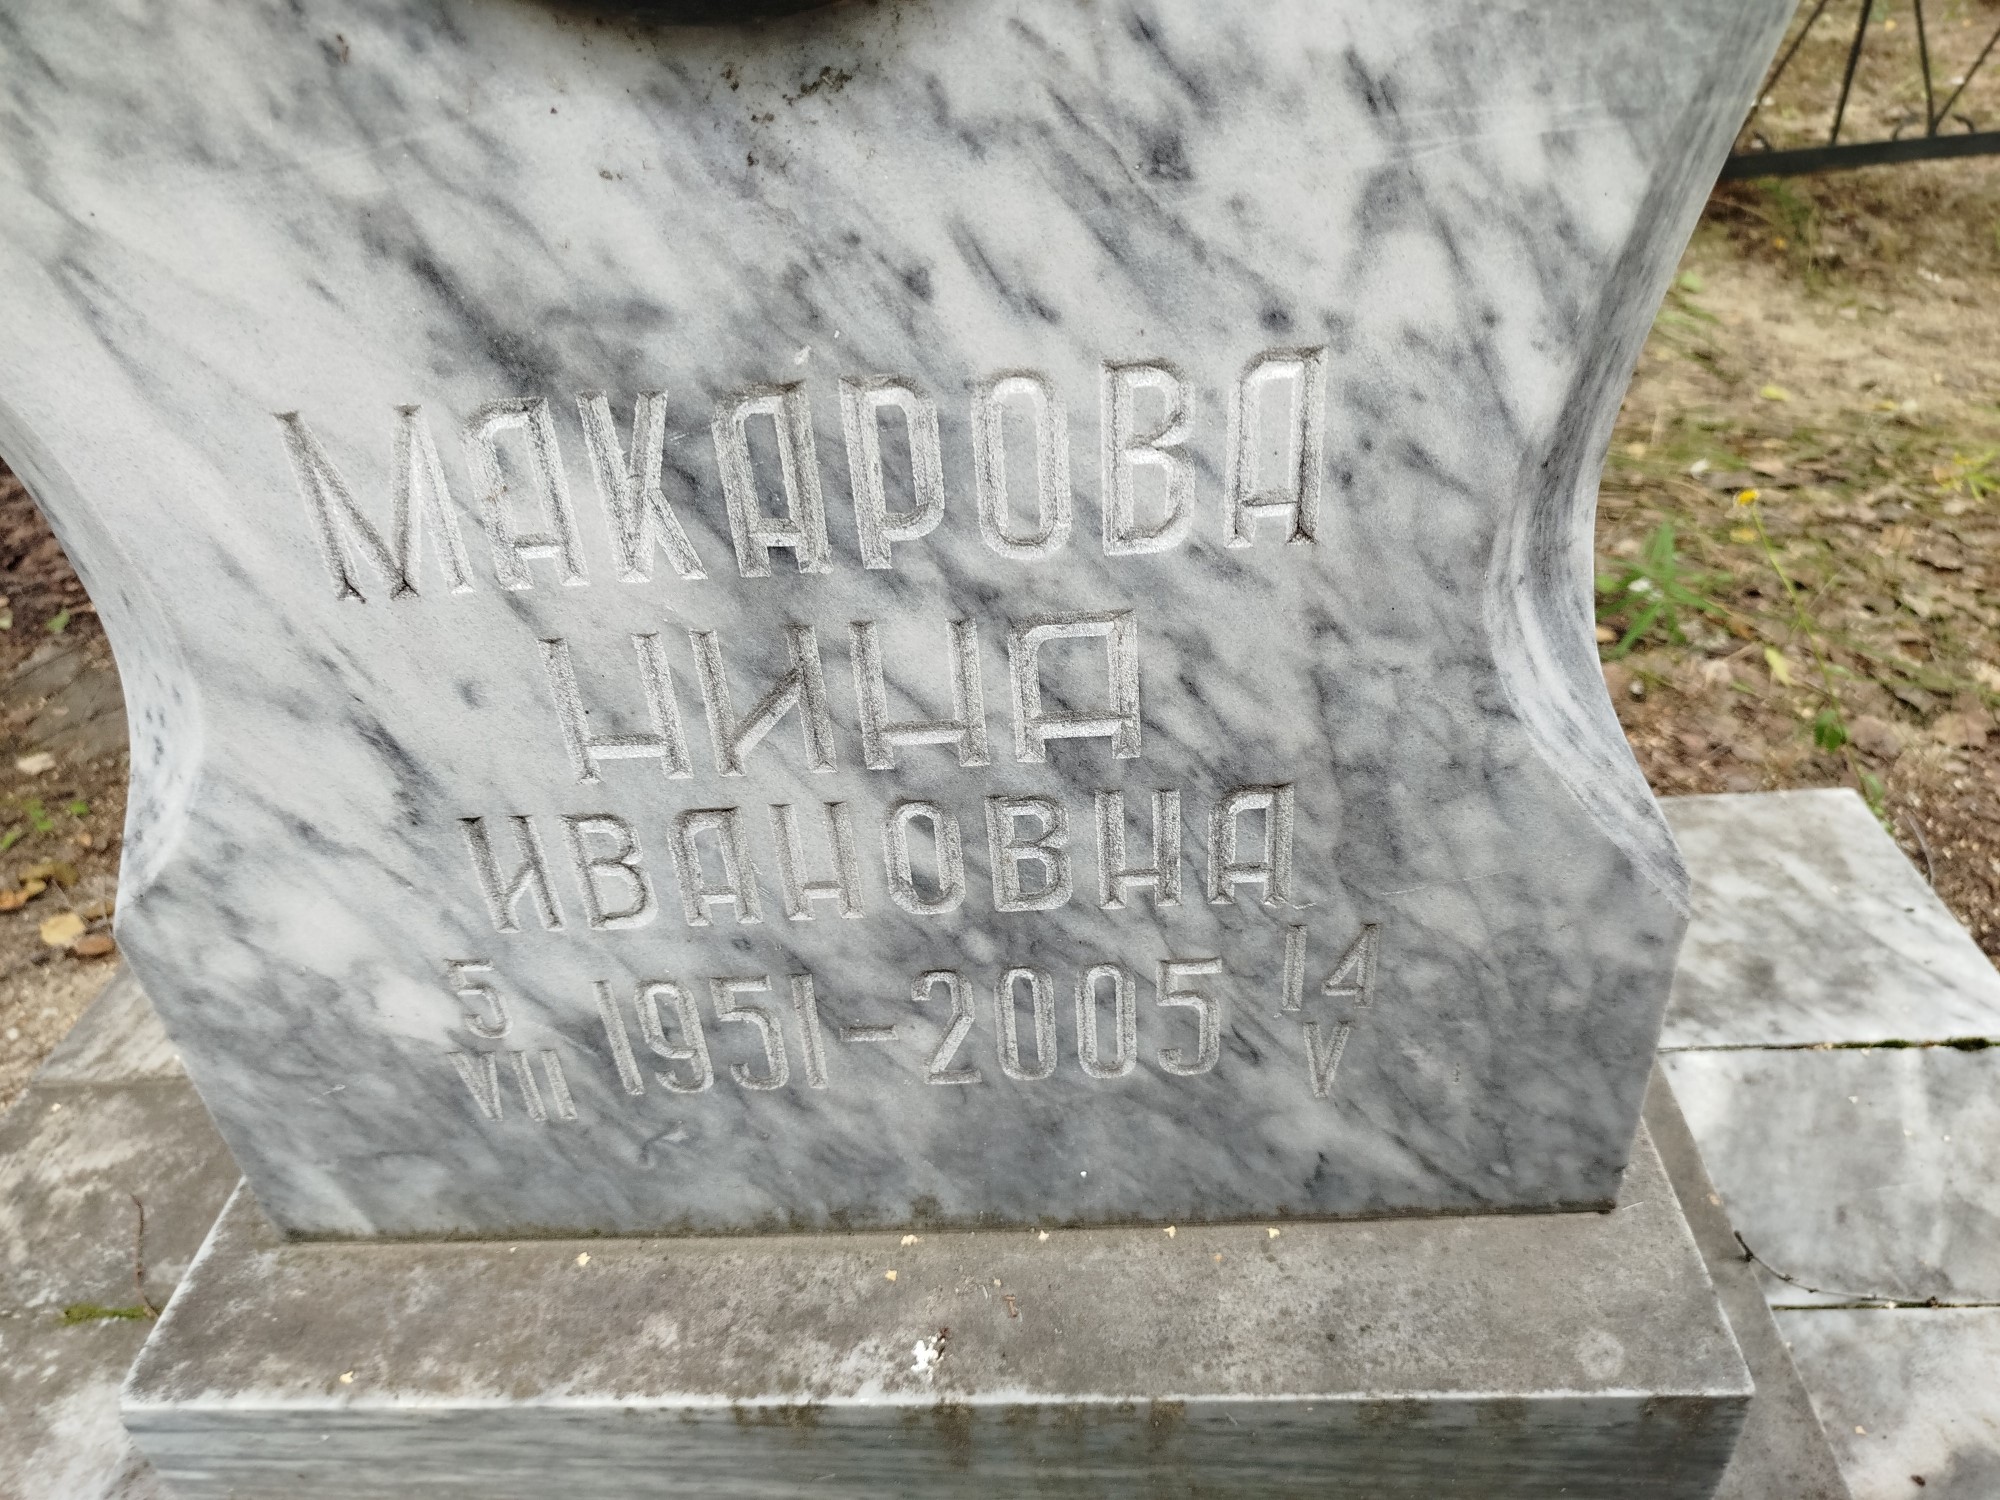 МАКАРОВА
НИНА
ИВАНОВНА
5 VII 1951-2005 14 V